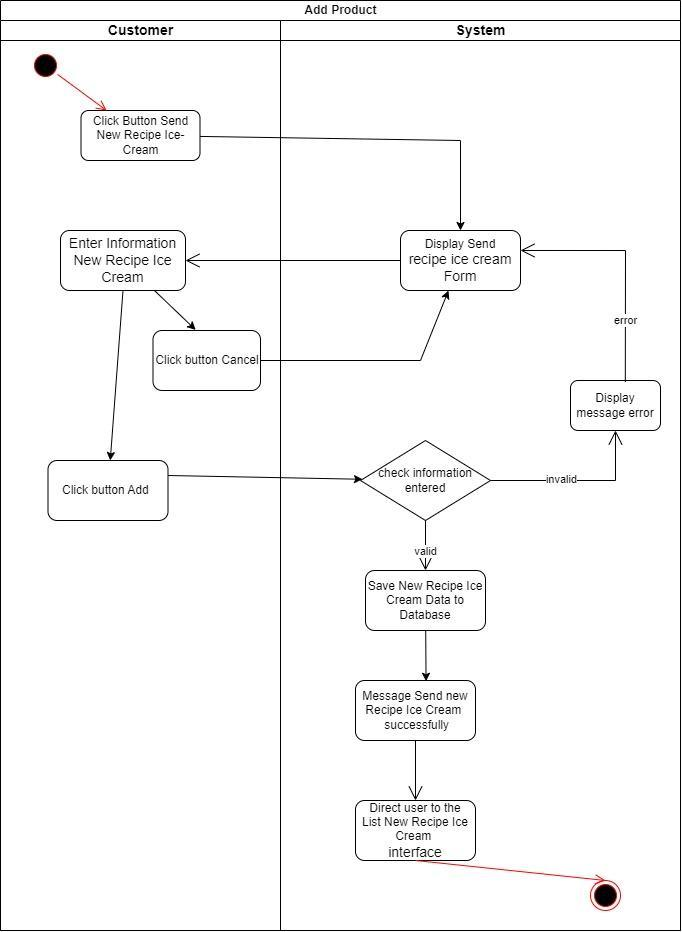 Add Product
Customer
System
Click Button Send
New Recipe Ice-
Cream
Enter Information
New Recipe Ice
Cream
Display Send
recipe ice cream
Form
error
Click button Cancel
Display
message error
check information
entered
invalid
Click button Add
valid
Save New Recipe Ice
Cream Data to
Database
Message Send new
Recipe Ice Cream
successfully
Direct user to the
List New Recipe Ice
Cream
interface